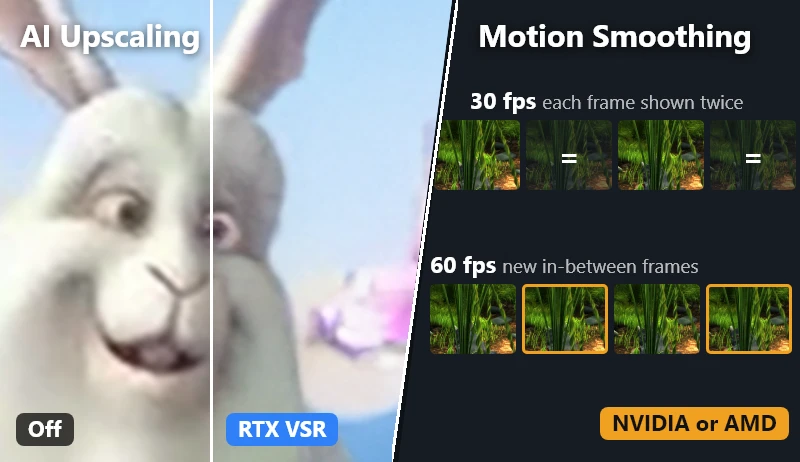 AI Upscaling
Off
RTX VSR
Motion Smoothing
30 fps each frame shown twice
=
=
60 fps new in-between frames
NVIDIA or AMD